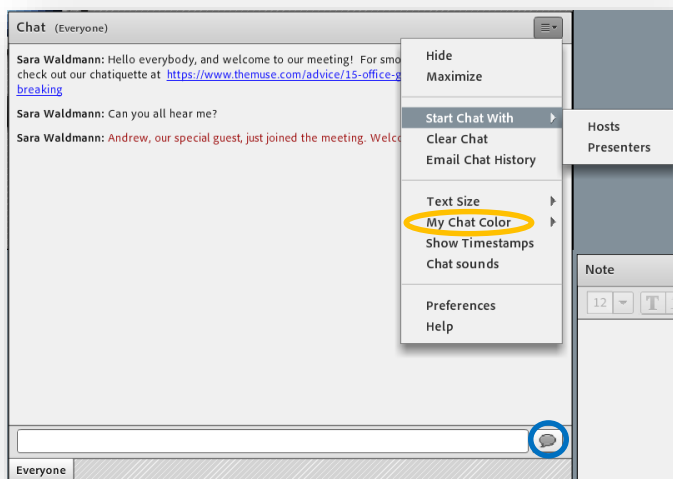 Chat (Everyone)
Sara Waldmann: Hello everybody, and welcome to our meeting! For
check out our chatiquette at https://www.themuse.com/advice/15-office-
breaking
Sara Waldmann: Can you all hear me?
Sara Waldmann: Andrew, our special guest, just joined the meeting.
Hide
Maximize
Start Chat With
Clear Chat
Email Chat History
Text Size
My Chat Color
Show Timestamps
Chat sounds
Preferences
Help
Hosts
Presenters
Note
12
T
Everyone